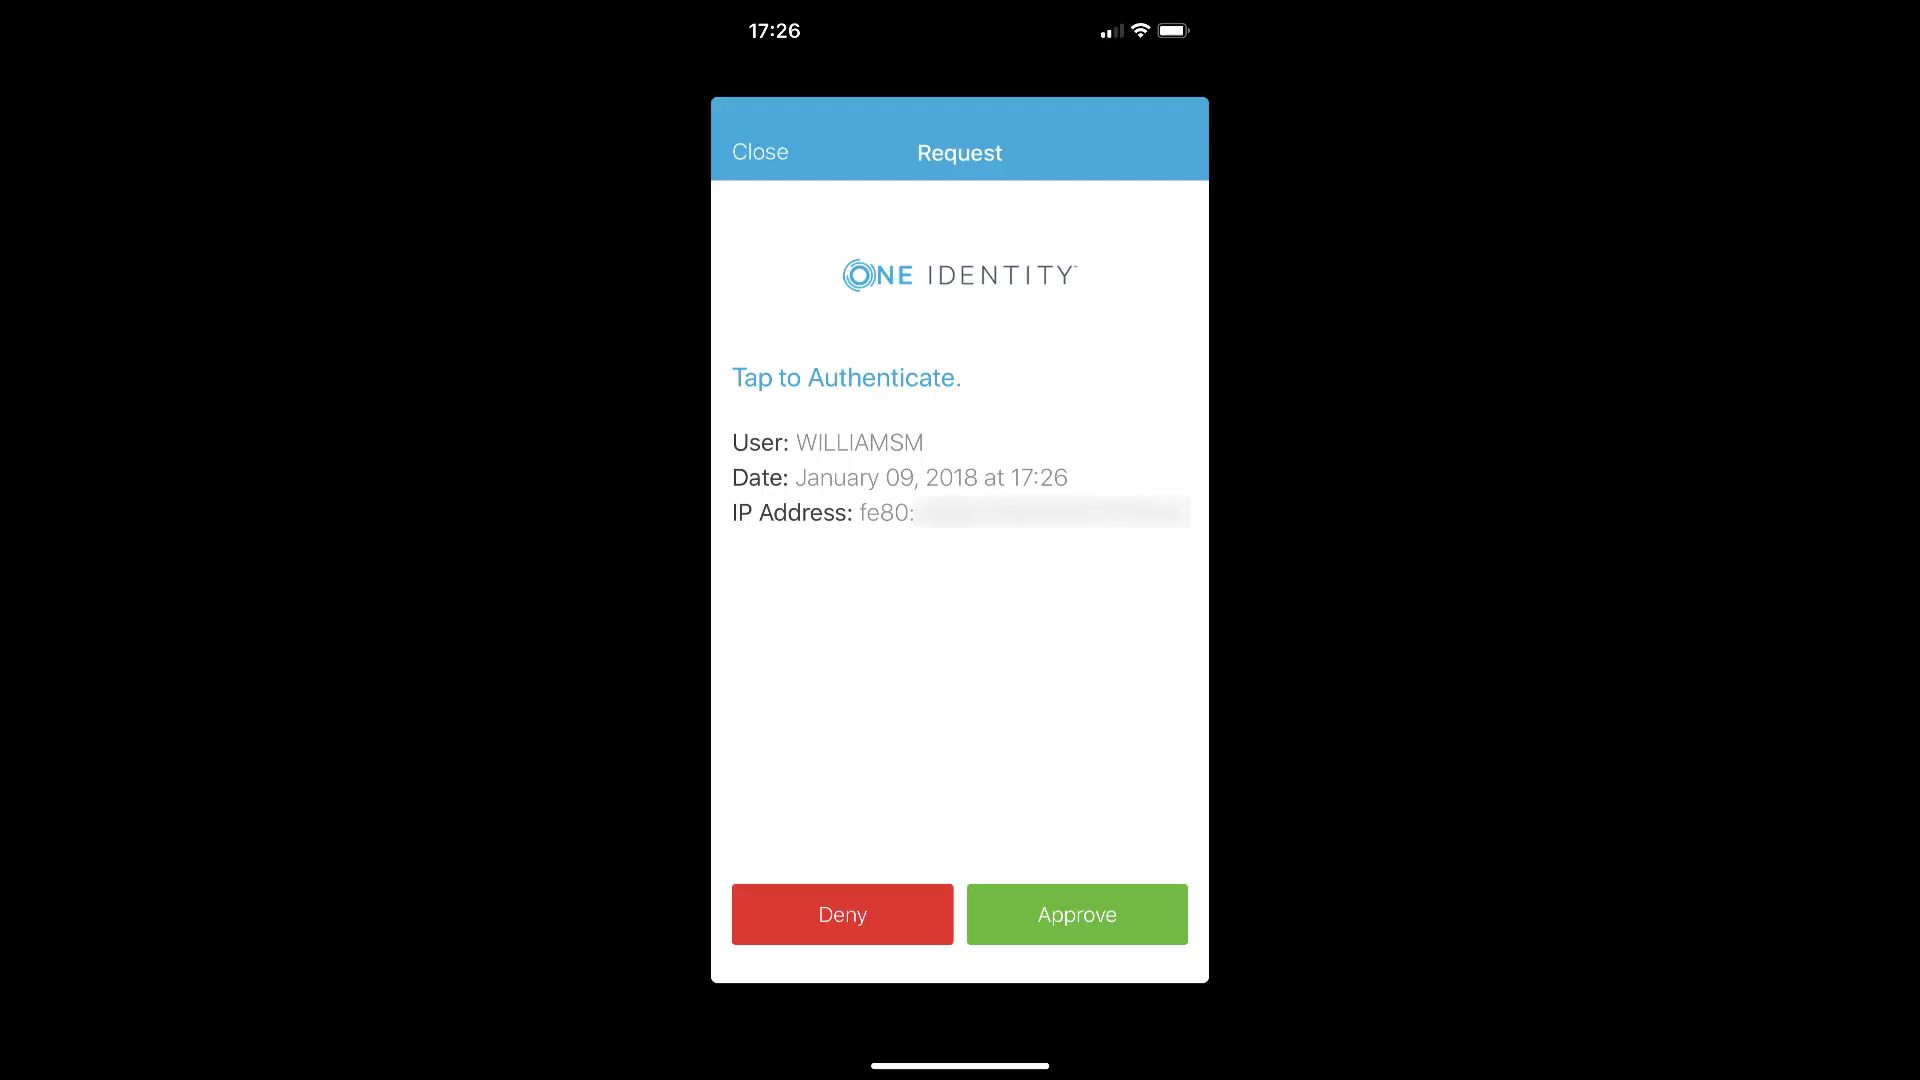 17:26
Close
Request
ONE IDENTITY™
Tap to Authenticate.
User: WILLIAMSM
Date: January 09, 2018 at 17:26
IP Address: fe80:
Deny
Approve